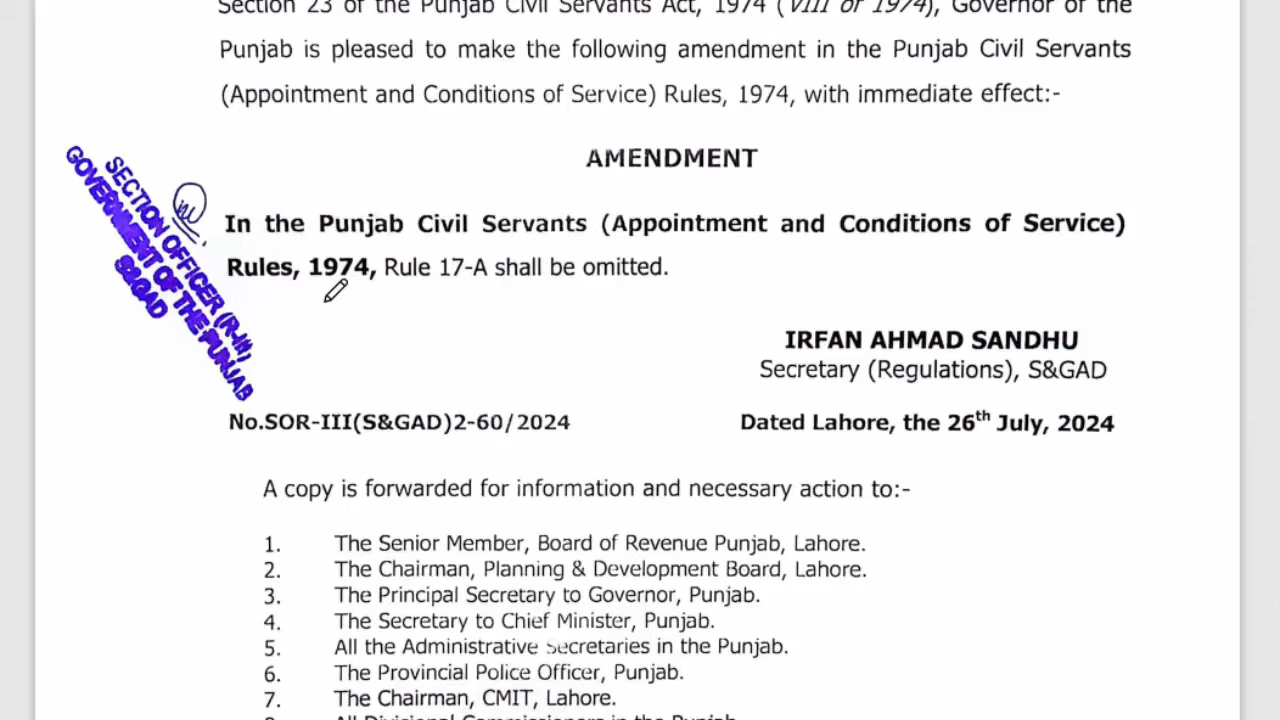 Section 23 of the Punjab Civil Servants Act, 1974 (VIII of 1974), Governor of the
Punjab is pleased to make the following amendment in the Punjab Civil Servants
(Appointment and Conditions of Service) Rules, 1974, with immediate effect:-
AMENDMENT
In the Punjab Civil Servants (Appointment and Conditions of Service)
Rules, 1974, Rule 17-A shall be omitted.
SECTION OFFICER (R-III)
GOVERNMENT OF THE PUNJAB
S&GAD
IRFAN AHMAD SANDHU
Secretary (Regulations), S&GAD
No.SOR-III(S&GAD)2-60/2024
Dated Lahore, the 26th July, 2024
A copy is forwarded for information and necessary action to:-
1. The Senior Member, Board of Revenue Punjab, Lahore.
2. The Chairman, Planning & Development Board, Lahore.
3. The Principal Secretary to Governor, Punjab.
4. The Secretary to Chief Minister, Punjab.
5. All the Administrative Secretaries in the Punjab.
6. The Provincial Police Officer, Punjab.
7. The Chairman, CMIT, Lahore.
8. All Divisional Commissioners in the Punjab.